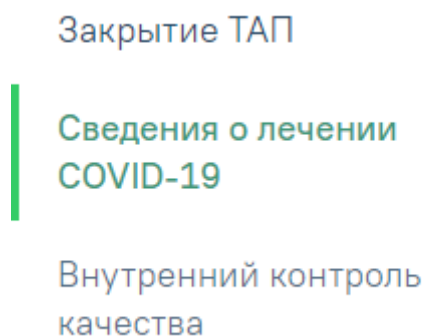 Закрытие ТАП
Сведения о лечении
COVID-19
Внутренний контроль
качества